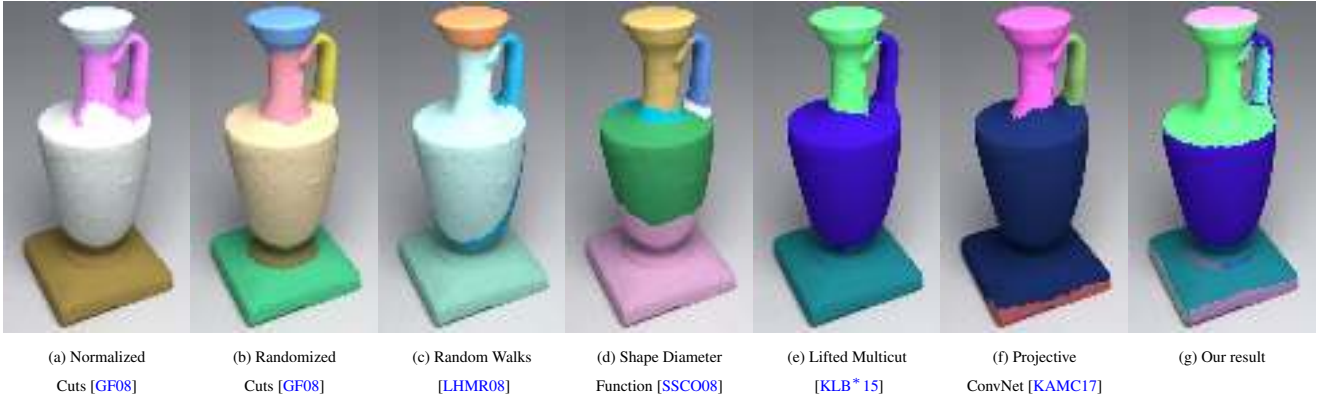 (a) Normalized
Cuts [GF08]
(b) Randomized
Cuts [GF08]
(c) Random Walks
[LHMR08]
(d) Shape Diameter
Function [SSCO08]
(e) Lifted Multicut
[KLB* 15]
(f) Projective
ConvNet [KAMC17]
(g) Our result